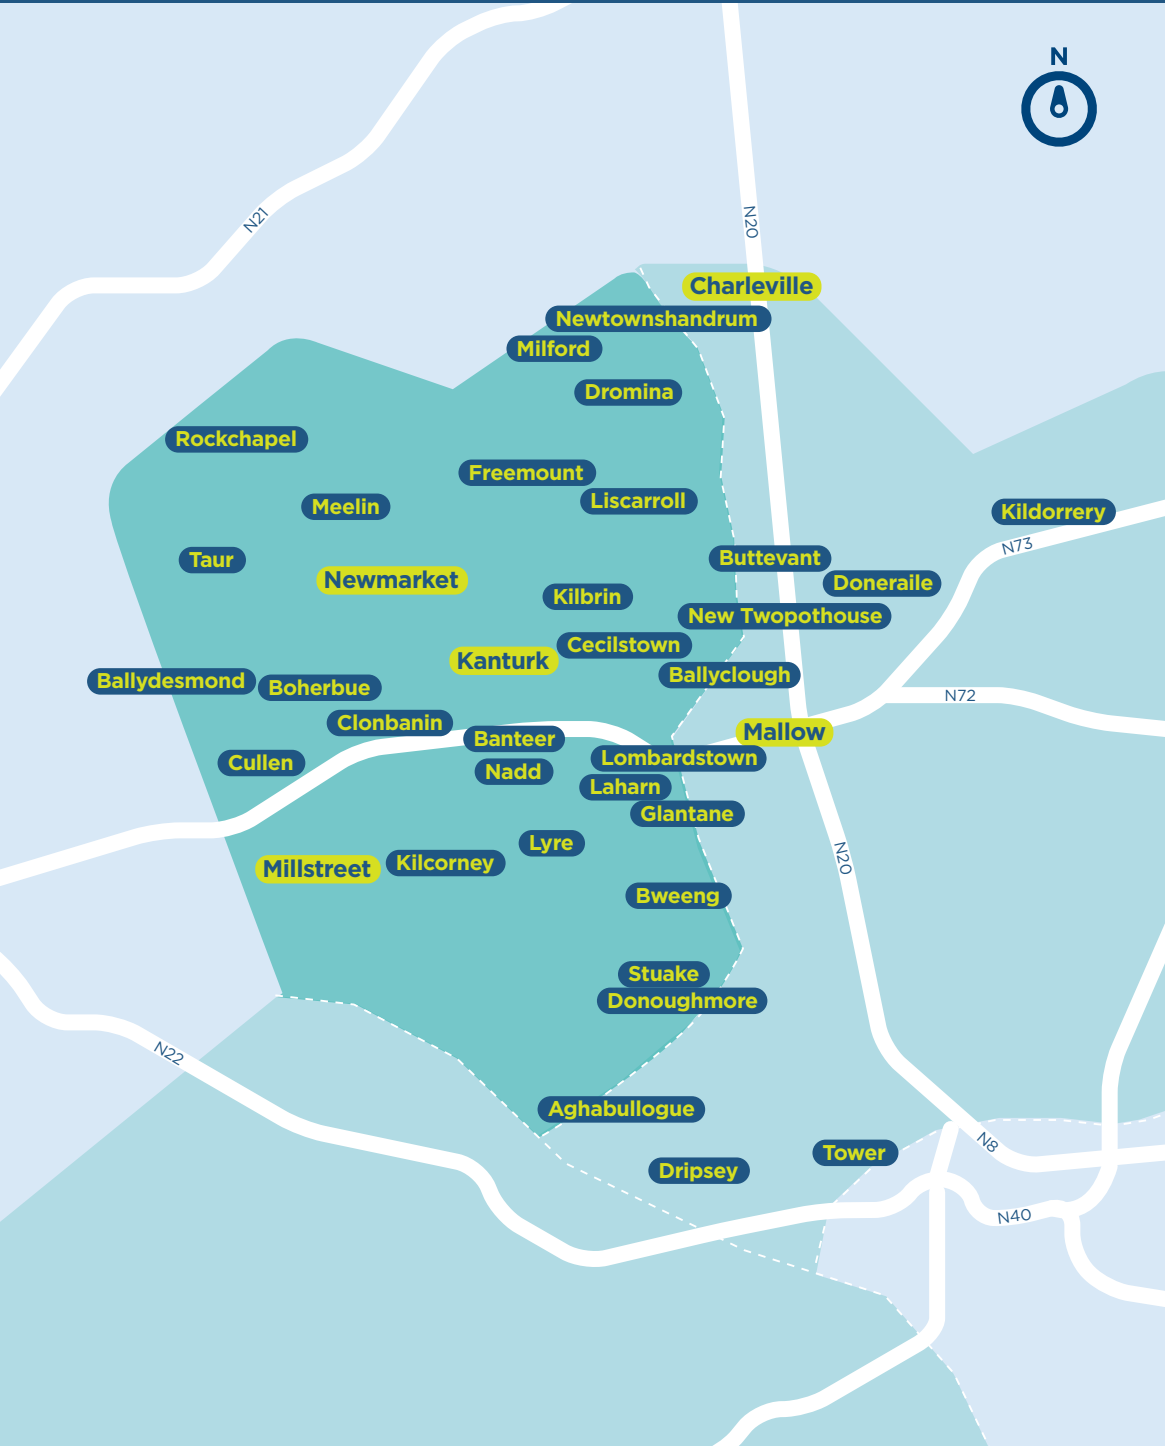 N
N21
N20
Charleville
Newtownshandrum
Milford
Dromina
Rockchapel
Freemount
Liscarroll
Meelin
Kildorrery
N73
Taur
Buttevant
Newmarket
Doneraile
Kilbrin
New Twopothouse
Cecilstown
Kanturk
Ballyclough
Ballydesmond
Boherbue
N72
Clonbanin
Mallow
Banteer
Lombardstown
Cullen
Nadd
Laharn
Glantane
Lyre
N20
Millstreet
Kilcorney
Bweeng
Stuake
Donoughmore
N22
Aghabullogue
N8
Tower
Dripsey
N40